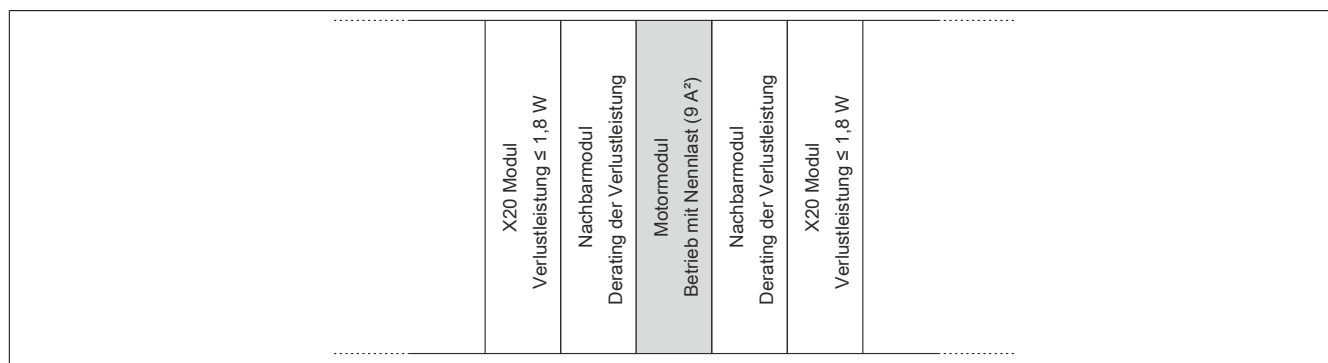 X20 Modul
Verlustleistung ≤ 1,8 W
Nachbarmodul
Derating der Verlustleistung
Motormodul
Betrieb mit Nennlast (9 A²)
Nachbarmodul
Derating der Verlustleistung
X20 Modul
Verlustleistung ≤ 1,8 W